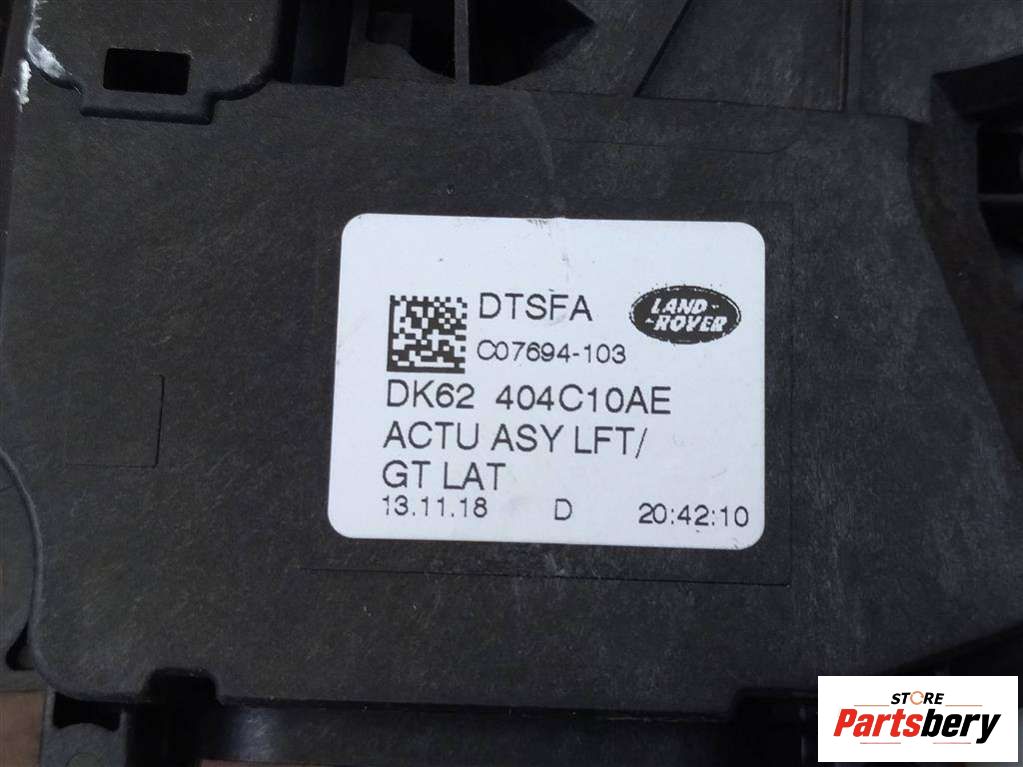 DTSFA
LAND-
-ROVER
C07694-103
DK62 404C10AE
ACTU ASY LFT/
GT LAT
13.11.18 D 20:42:10
STORE
Partsbery